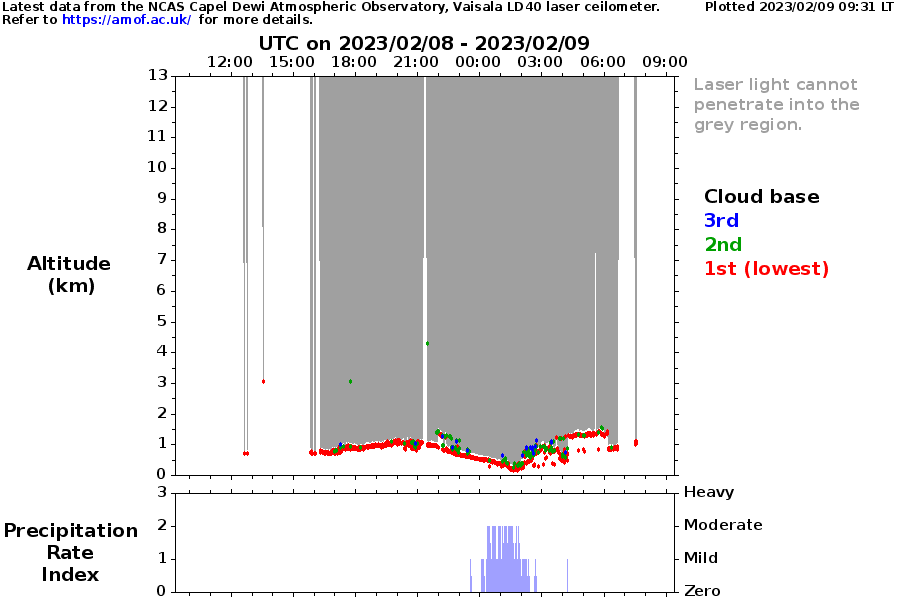 Latest data from the NCAS Capel Dewi Atmospheric Observatory, Vaisala LD40 laser ceilometer. Plotted 2023/02/09 09:31 LT
Refer to https://amof.ac.uk/ for more details.
UTC on 2023/02/08 - 2023/02/09
12:00 15:00 18:00 21:00 00:00 03:00 06:00 09:00
13
12
11
10
9
8
7
6
5
4
3
2
1
0
Altitude
(km)
Laser light cannot
penetrate into the
grey region.
Cloud base
3rd
2nd
1st (lowest)
3 Heavy
2 Moderate
1 Mild
0 Zero
Precipitation
Rate
Index